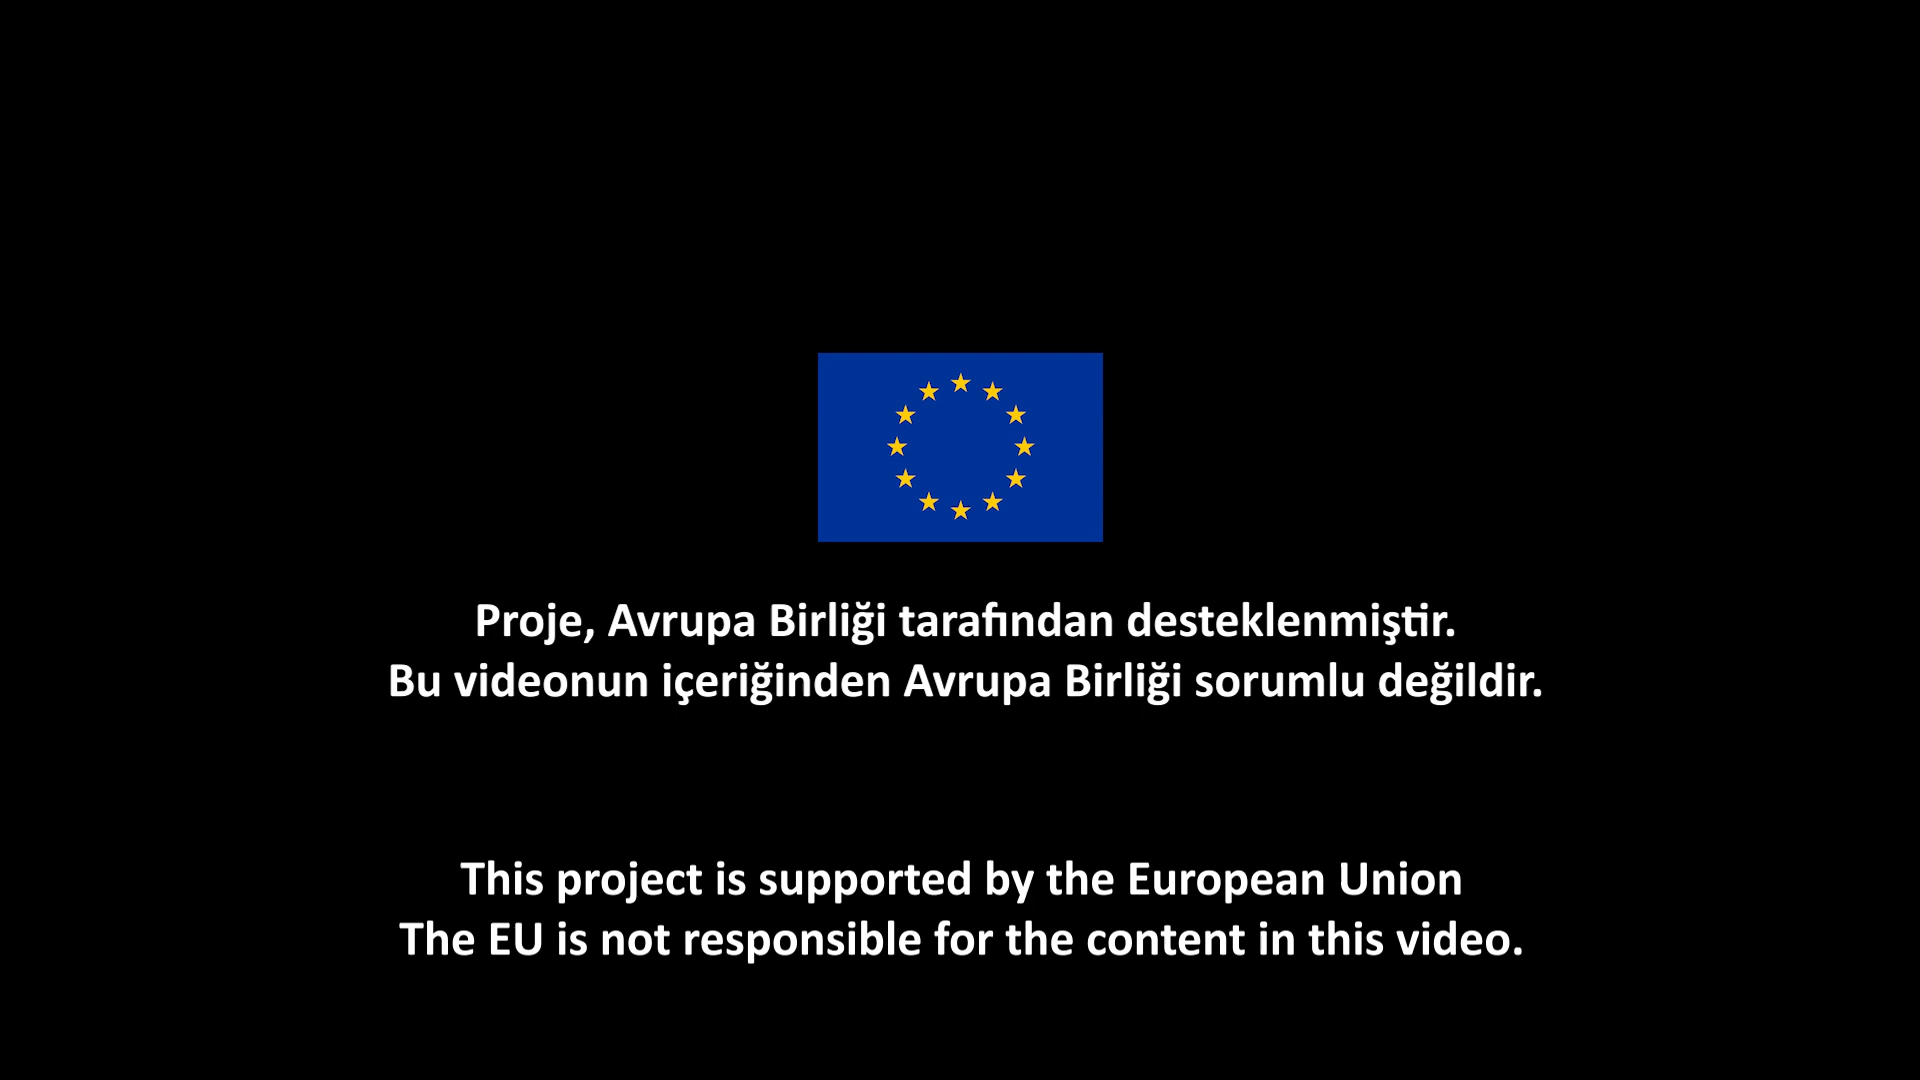 Proje, Avrupa Birliği tarafından desteklenmiştir.
Bu videonun içeriğinden Avrupa Birliği sorumlu değildir.
This project is supported by the European Union
The EU is not responsible for the content in this video.